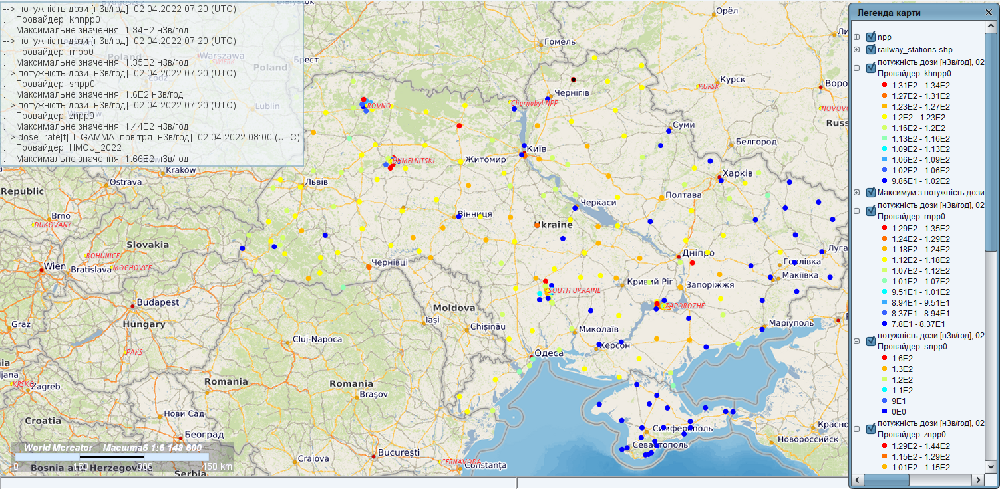 --> потужність дози [нЗв/год], 02.04.2022 07:20 (UTC)
. Провайдер: khnpp0
. Максимальне значення: 1.34E2 нЗв/год
--> потужність дози [нЗв/год], 02.04.2022 07:20 (UTC)
. Провайдер: rnpp0
. Максимальне значення: 1.35E2 нЗв/год
--> потужність дози [нЗв/год], 02.04.2022 07:20 (UTC)
. Провайдер: snpp0
. Максимальне значення: 1.6E2 нЗв/год
--> потужність дози [нЗв/год], 02.04.2022 07:20 (UTC)
. Провайдер: znpp0
. Максимальне значення: 1.44E2 нЗв/год
--> dose_rate[f] T-GAMMA, повітря [нЗв/год], 02.04.2022 08:00 (UTC)
. Провайдер: HMCU_2022
. Максимальне значення: 1.66E2 нЗв/год
Орёл
Гомель
Poland
Warszawa
SWIERK
Poland
Брест
Łódź
Lublin
Чернігів
Курск
KURSK
Воро
NOVOVO
Russ
Chornobyl NPP
ROVNO
Суми
Белгород
Київ
KHMELNITSKI
Житомир
Харків
Kraków
Ostrava
Republic
Львів
Полтава
Черкаси
Brno
DUKOVANY
Вінниця
Ukraine
Slovakia
BOHUNICE
MOCHOVCE
Wien
Bratislava
Чернівці
Дніпро
Луга
Горлівка
Макіївка
Кривий Ріг
Запоріжжя
SOUTH UKRAINE
ZAPOROZHE
Budapest
Hungary
Graz
Moldova
Iași
Chișinău
Миколаїв
Маріуполь
Cluj-Napoca
Херсон
Одеса
PAKS
KRSKO
Zagreb
Romania
Romania
Brașov
Нови Сад
Croatia
Београд
Симферополь
Севастополь
Краснo
Новороссийск
București
Craiova
CERNAVODA
Constanța
Bosnia and Herzegovina
Serbia
World Mercator Масштаб 1:6 148 600
0 150 300 450 km
Легенда карти
npp
railway_stations.shp
потужність дози [нЗв/год], 02
Провайдер: khnpp0
1.31E2 - 1.34E2
1.27E2 - 1.31E2
1.23E2 - 1.27E2
1.2E2 - 1.23E2
1.16E2 - 1.2E2
1.13E2 - 1.16E2
1.09E2 - 1.13E2
1.06E2 - 1.09E2
1.02E2 - 1.06E2
9.86E1 - 1.02E2
Максимум з потужність дози
потужність дози [нЗв/год], 02
Провайдер: rnpp0
1.29E2 - 1.35E2
1.24E2 - 1.29E2
1.18E2 - 1.24E2
1.12E2 - 1.18E2
1.07E2 - 1.12E2
1.01E2 - 1.07E2
9.51E1 - 1.01E2
8.94E1 - 9.51E1
8.37E1 - 8.94E1
7.8E1 - 8.37E1
потужність дози [нЗв/год], 02
Провайдер: snpp0
1.6E2
1.3E2
1.2E2
1.1E2
9E1
0E0
потужність дози [нЗв/год], 02
Провайдер: znpp0
1.29E2 - 1.44E2
1.15E2 - 1.29E2
1.01E2 - 1.15E2